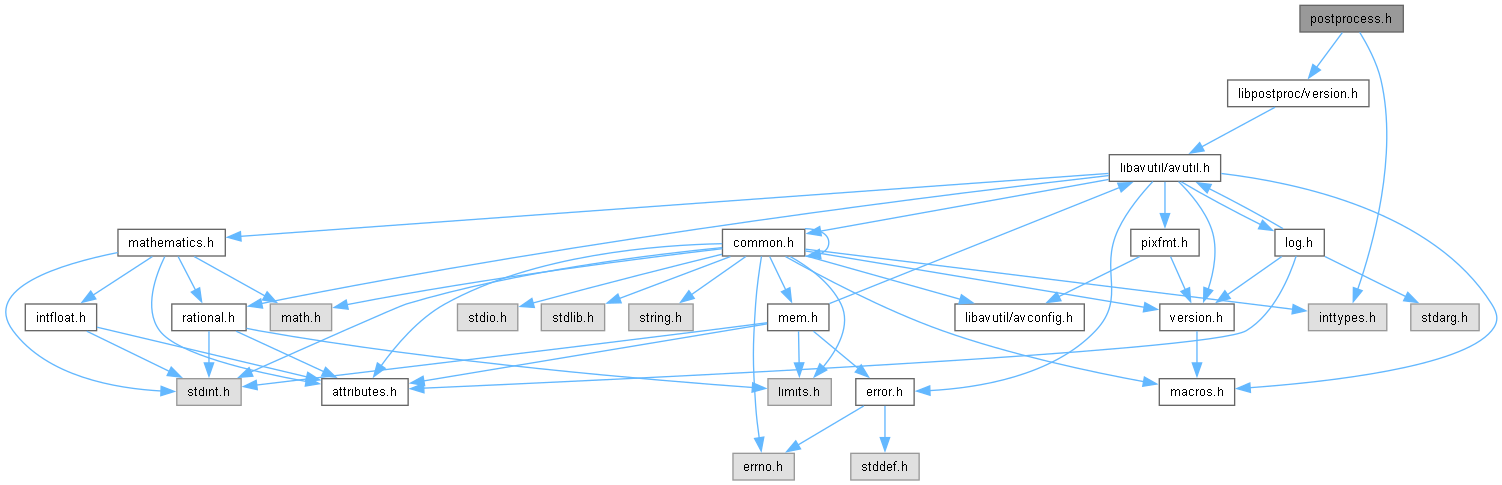 postprocess.h
libpostproc/version.h
libavutil/avutil.h
mathematics.h
common.h
pixfmt.h
log.h
intfloat.h
rational.h
math.h
stdio.h
stdlib.h
string.h
mem.h
libavutil/avconfig.h
version.h
inttypes.h
stdarg.h
stdint.h
attributes.h
limits.h
error.h
macros.h
errno.h
stddef.h